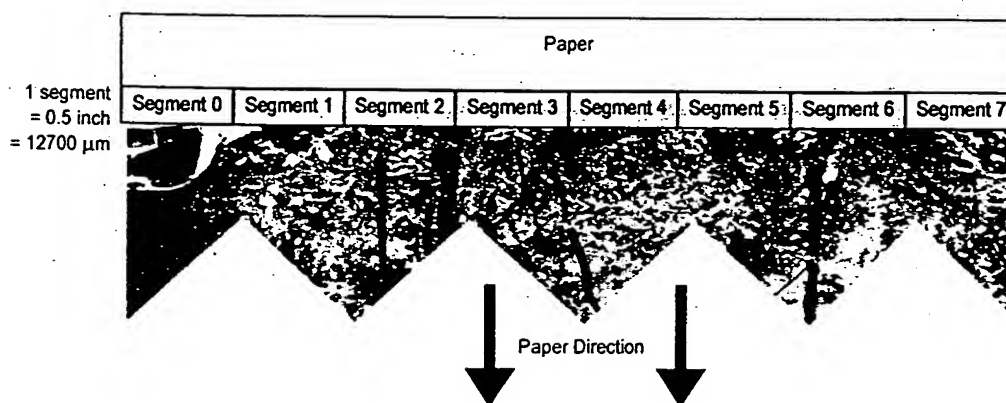 Paper
1 segment
= 0.5 inch
= 12700 µm
Segment 0 Segment 1 Segment 2 Segment 3 Segment 4 Segment 5 Segment 6 Segment 7
Paper Direction